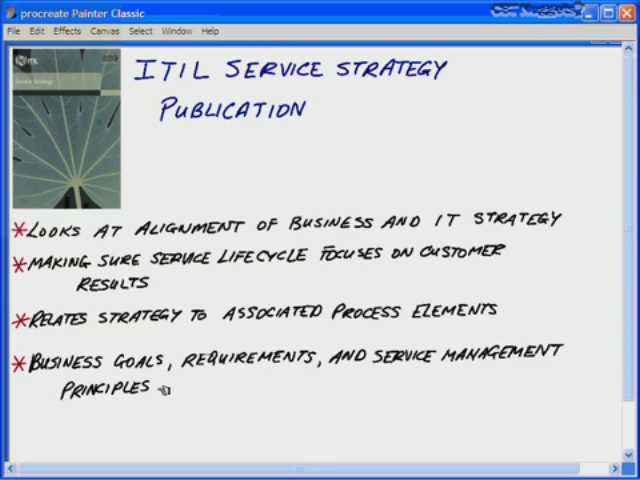 procreate Painter Classic
File Edit Effects Canvas Select Window Help
ITIL SERVICE STRATEGY
PUBLICATION
*LOOKS AT ALIGNMENT OF BUSINESS AND IT STRATEGY
*MAKING SURE SERVICE LIFECYCLE FOCUSES ON CUSTOMER
RESULTS
*RELATES STRATEGY TO ASSOCIATED PROCESS ELEMENTS
*BUSINESS GOALS, REQUIREMENTS, AND SERVICE MANAGEMENT
PRINCIPLES